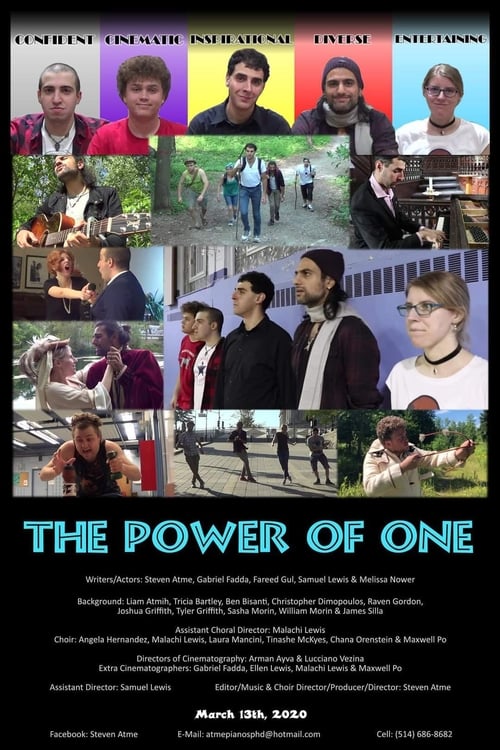 CONFIDENT CINEMATIC INSPIRATIONAL DIVERSE ENTERTAINING
THE POWER OF ONE
Writers/Actors: Steven Atme, Gabriel Fadda, Fareed Gul, Samuel Lewis & Melissa Nower
Background: Liam Atmih, Tricia Bartley, Ben Bisanti, Christopher Dimopoulos, Raven Gordon,
Joshua Griffith, Tyler Griffith, Sasha Morin, William Morin & James Silla
Assistant Choral Director: Malachi Lewis
Choir: Angela Hernandez, Malachi Lewis, Laura Mancini, Tinashe McKyes, Chana Orenstein & Maxwell Po
Directors of Cinematography: Arman Ayva & Lucciano Vezina
Extra Cinematographers: Gabriel Fadda, Ellen Lewis, Malachi Lewis & Maxwell Po
Assistant Director: Samuel Lewis Editor/Music & Choir Director/Producer/Director: Steven Atme
March 13th, 2020
Facebook: Steven Atme E-Mail: atmepianosphd@hotmail.com Cell: (514) 686-8682